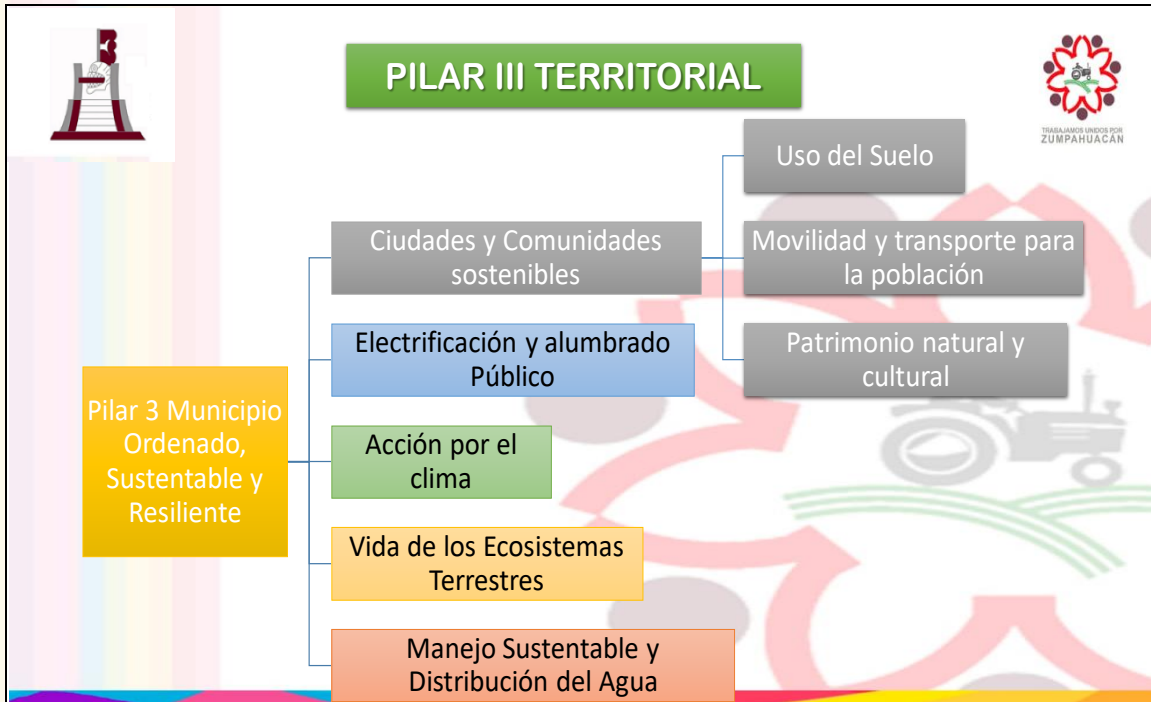 PILAR III TERRITORIAL
TRABAJAMOS UNIDOS POR
ZUMPAHUACÁN
Pilar 3 Municipio
Ordenado,
Sustentable y
Resiliente
Ciudades y Comunidades
sostenibles
Uso del Suelo
Movilidad y transporte para
la población
Patrimonio natural y
cultural
Electrificación y alumbrado
Público
Acción por el
clima
Vida de los Ecosistemas
Terrestres
Manejo Sustentable y
Distribución del Agua